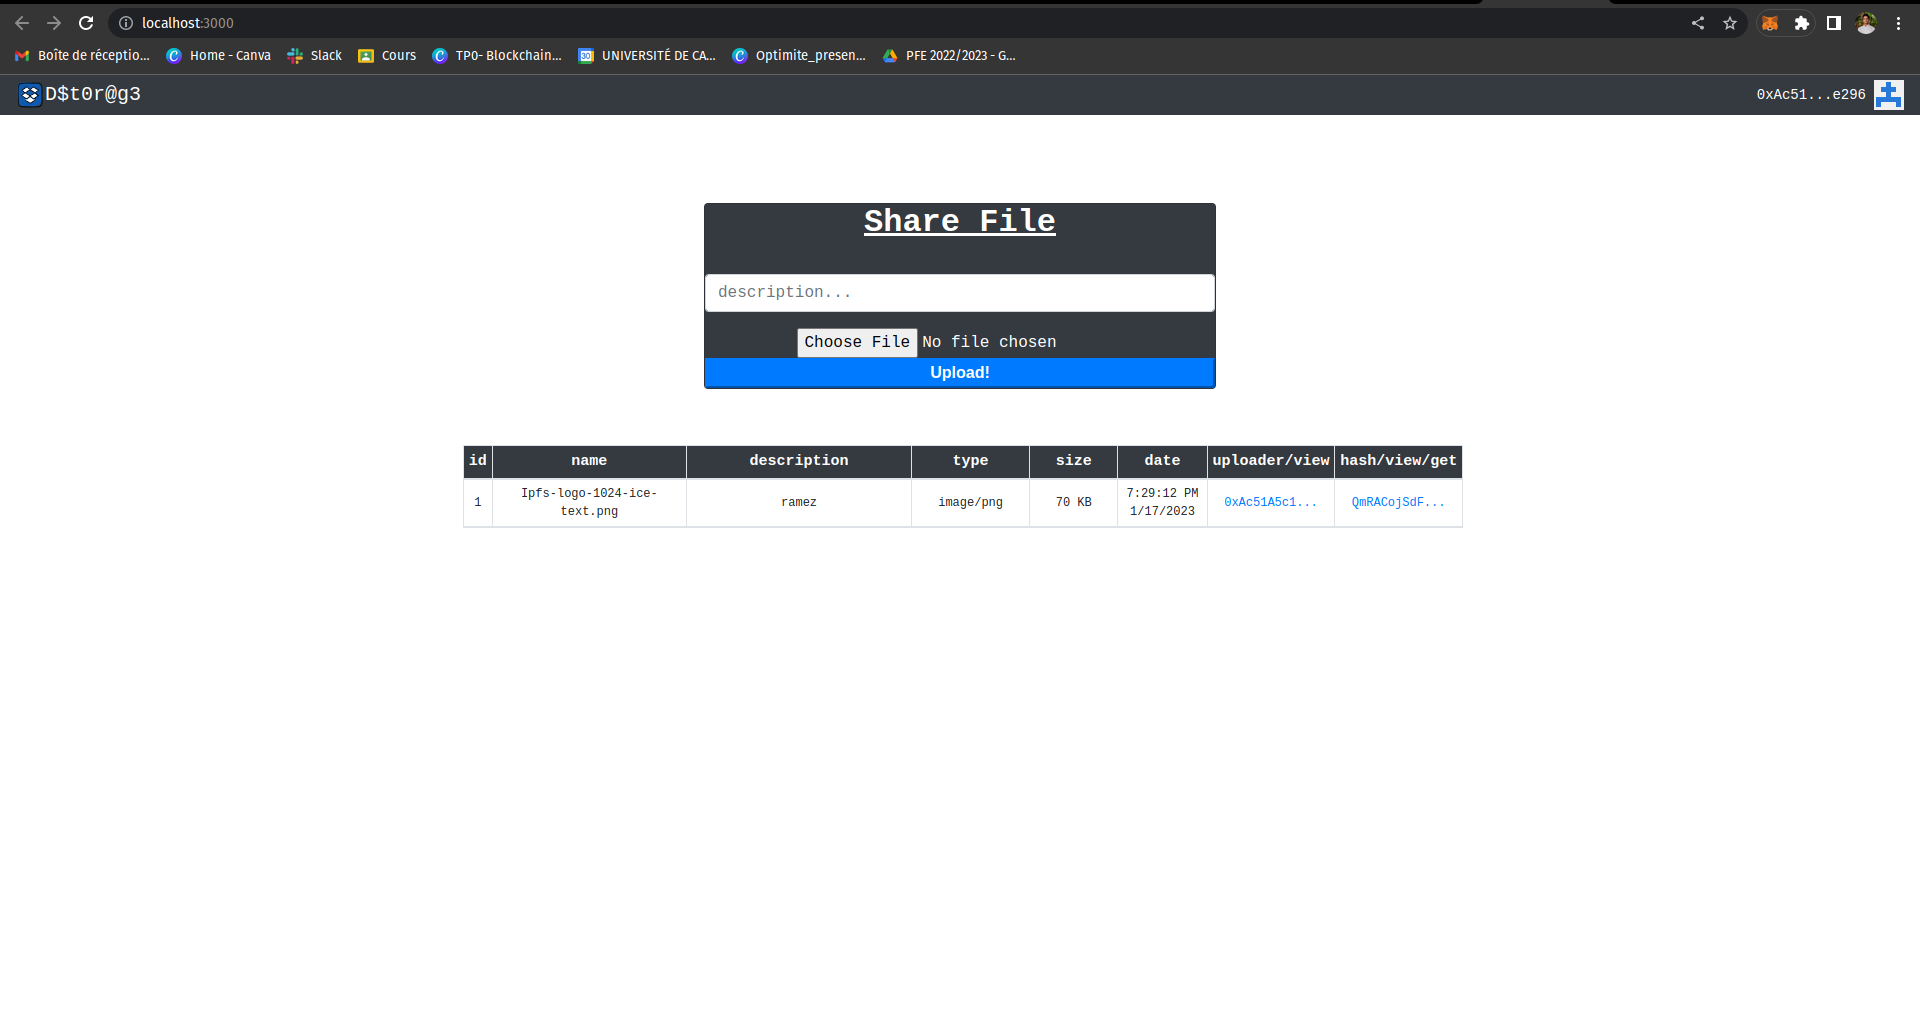 localhost:3000
Boîte de réceptio... Home - Canva Slack Cours TP0- Blockchain... UNIVERSITÉ DE CA... Optimite_presen... PFE 2022/2023 - G...
D$t0r@g3 0xAc51...e296
Share File
description...
Choose File No file chosen
Upload!
id name description type size date uploader/view hash/view/get
1 Ipfs-logo-1024-ice-text.png ramez image/png 70 KB 7:29:12 PM 1/17/2023 0xAc51A5c1... QmRACojSdF...